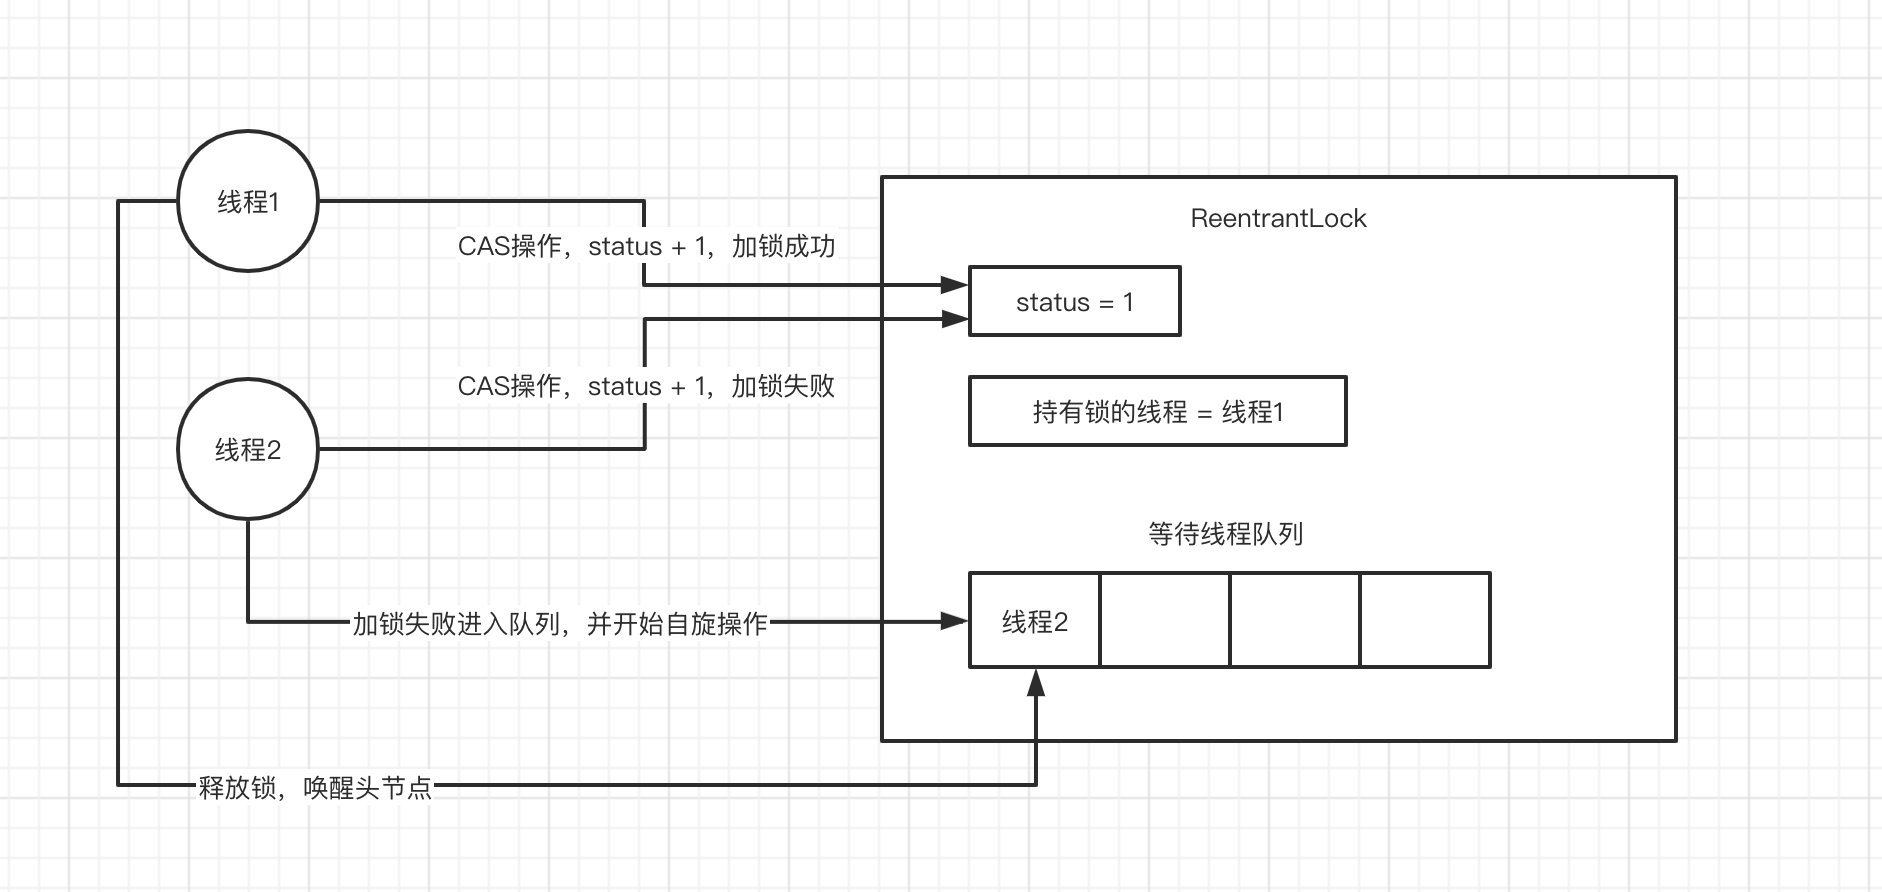 线程1
CAS操作，status + 1，加锁成功
ReentrantLock
status = 1
CAS操作，status + 1，加锁失败
持有锁的线程 = 线程1
线程2
等待线程队列
加锁失败进入队列，并开始自旋操作
线程2
释放锁，唤醒头节点